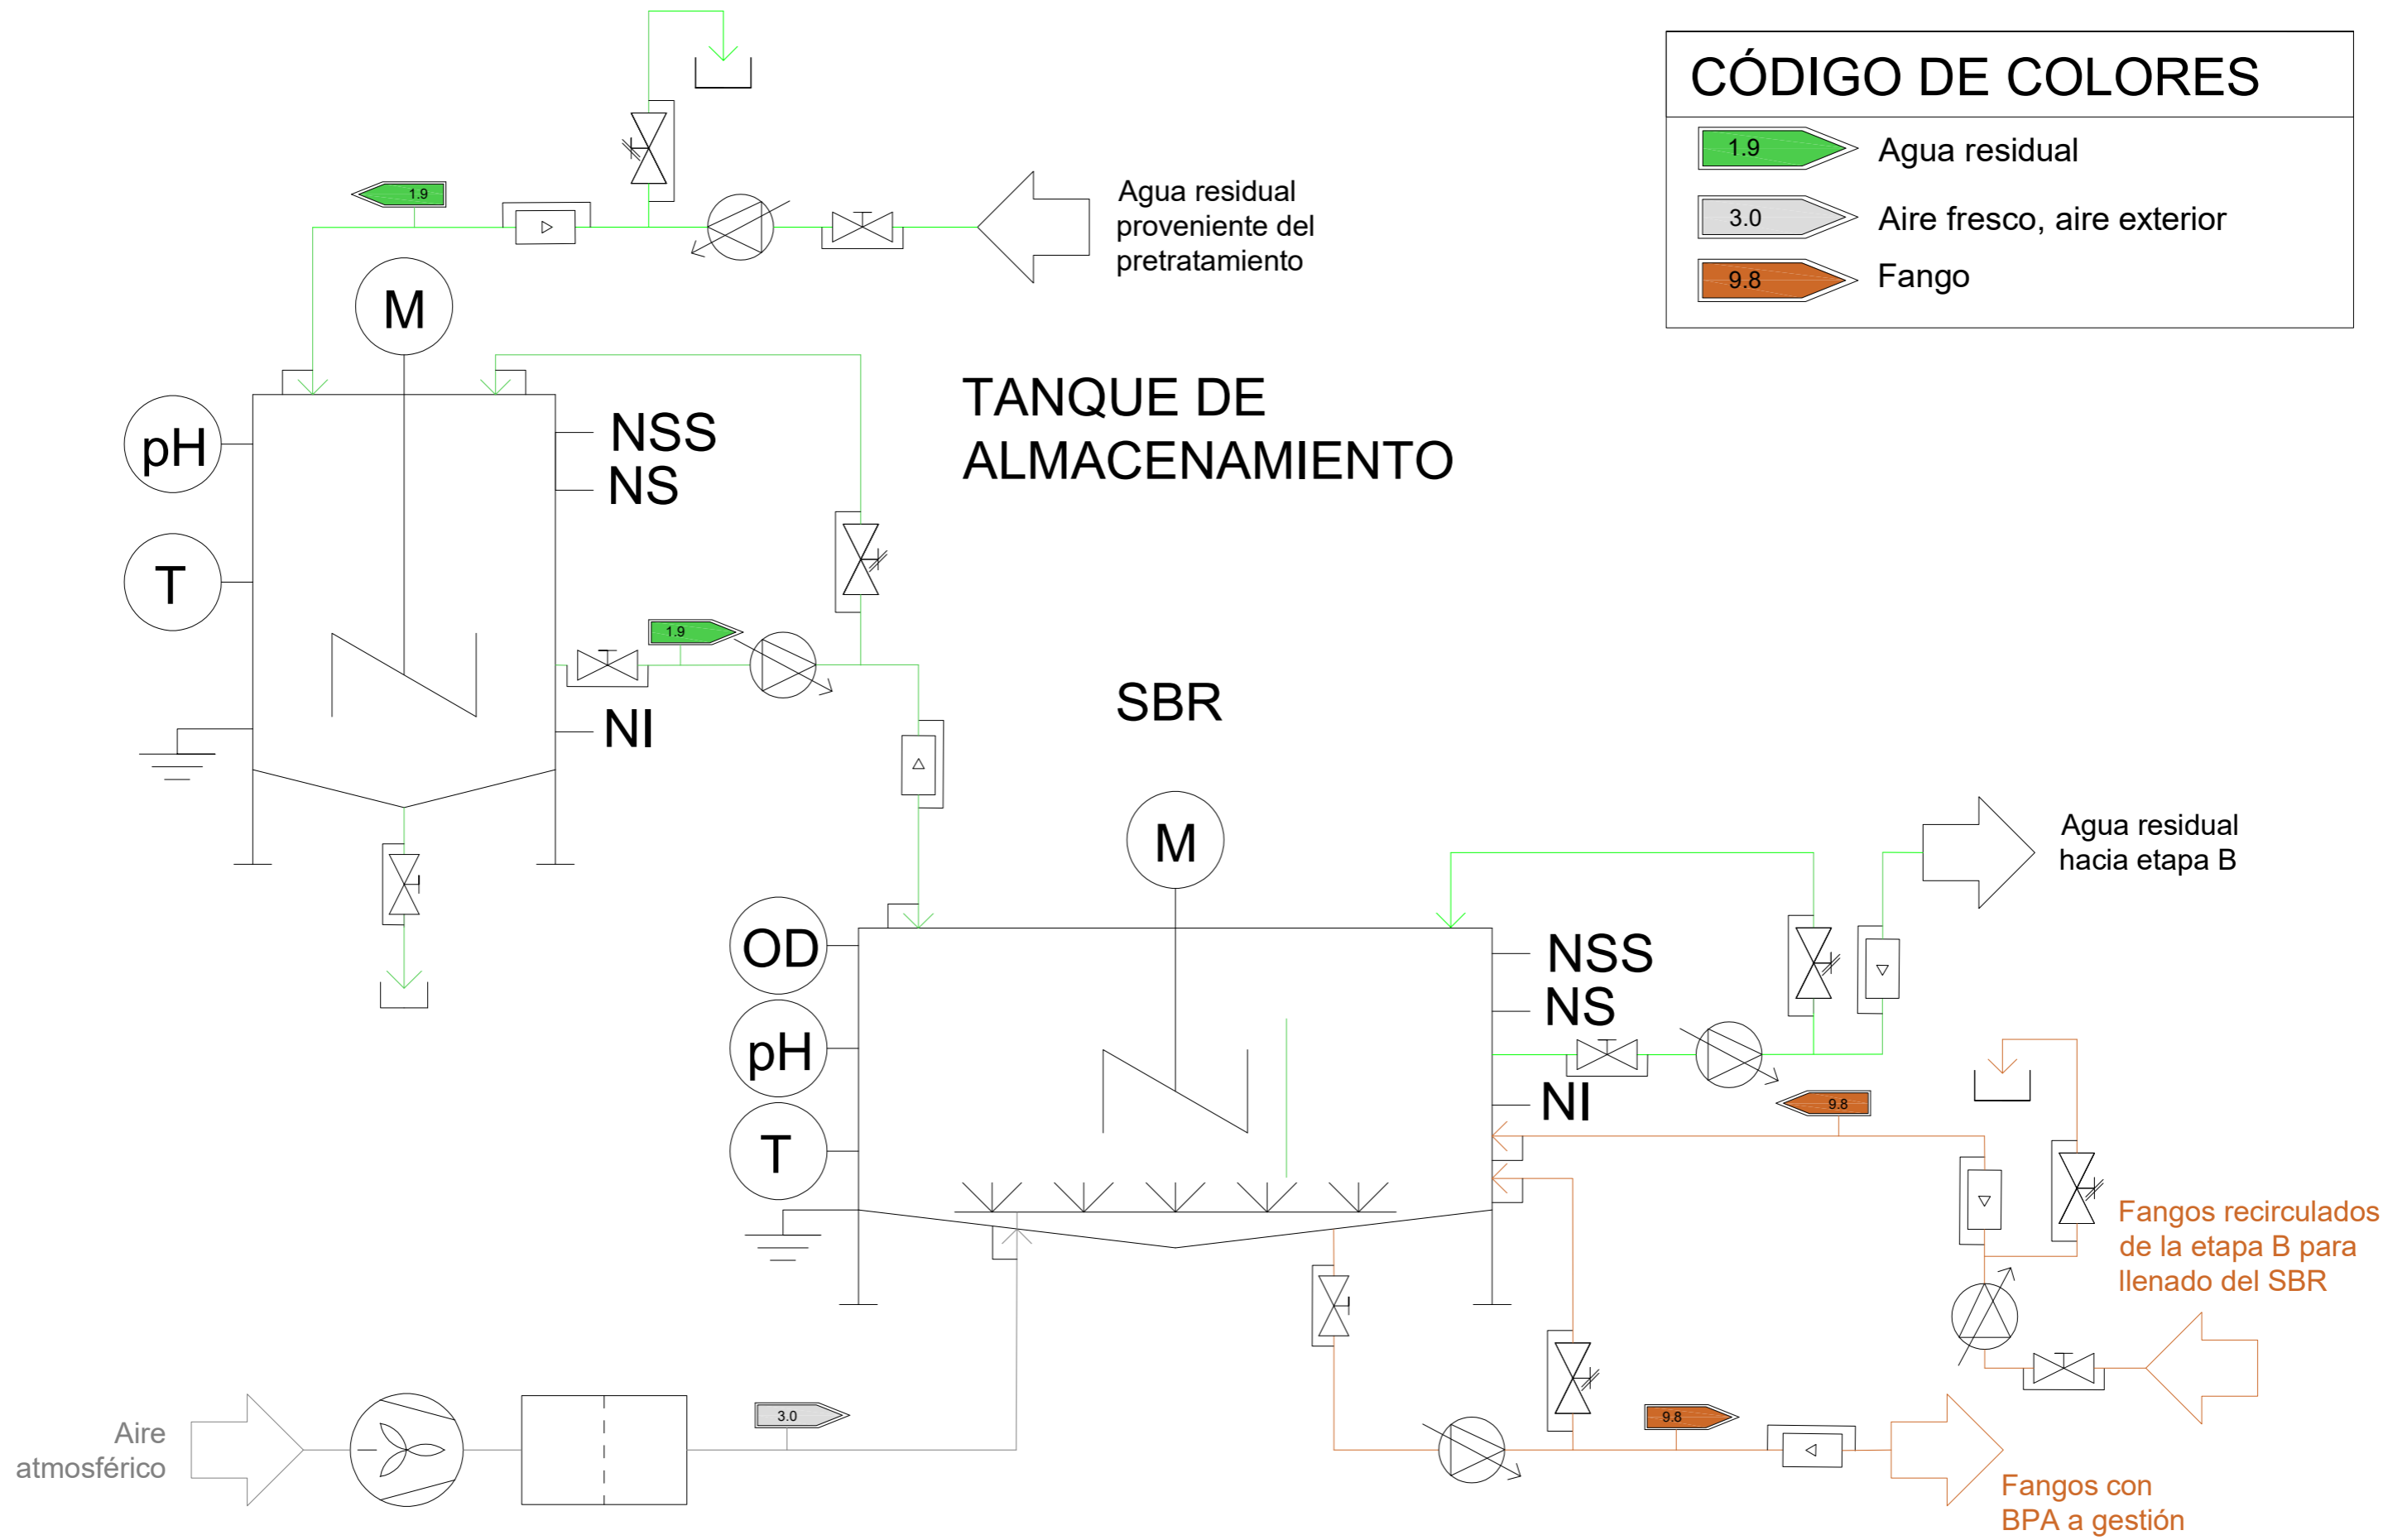 CÓDIGO DE COLORES
1.9
Agua residual
3.0
Aire fresco, aire exterior
9.8
Fango
1.9
Agua residual
proveniente del
pretratamiento
M
TANQUE DE
ALMACENAMIENTO
pH
NSS
NS
T
1.9
NI
SBR
M
Agua residual
hacia etapa B
OD
NSS
NS
pH
NI
9.8
T
Fangos recirculados
de la etapa B para
llenado del SBR
Aire
atmosférico
3.0
9.8
Fangos con
BPA a gestión